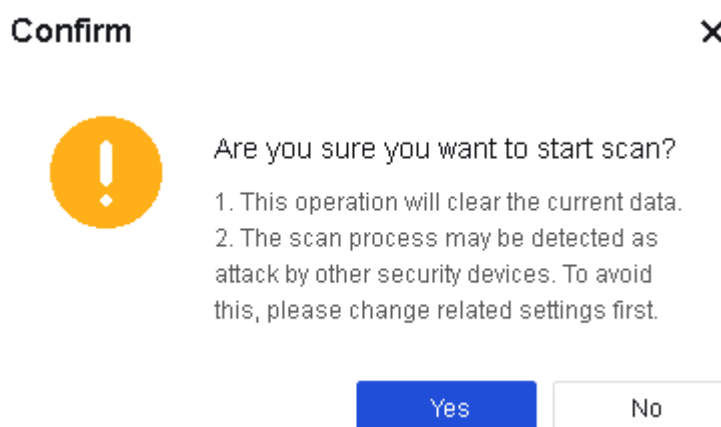 Confirm
Are you sure you want to start scan?
1. This operation will clear the current data.
2. The scan process may be detected as
attack by other security devices. To avoid
this, please change related settings first.
Yes
No